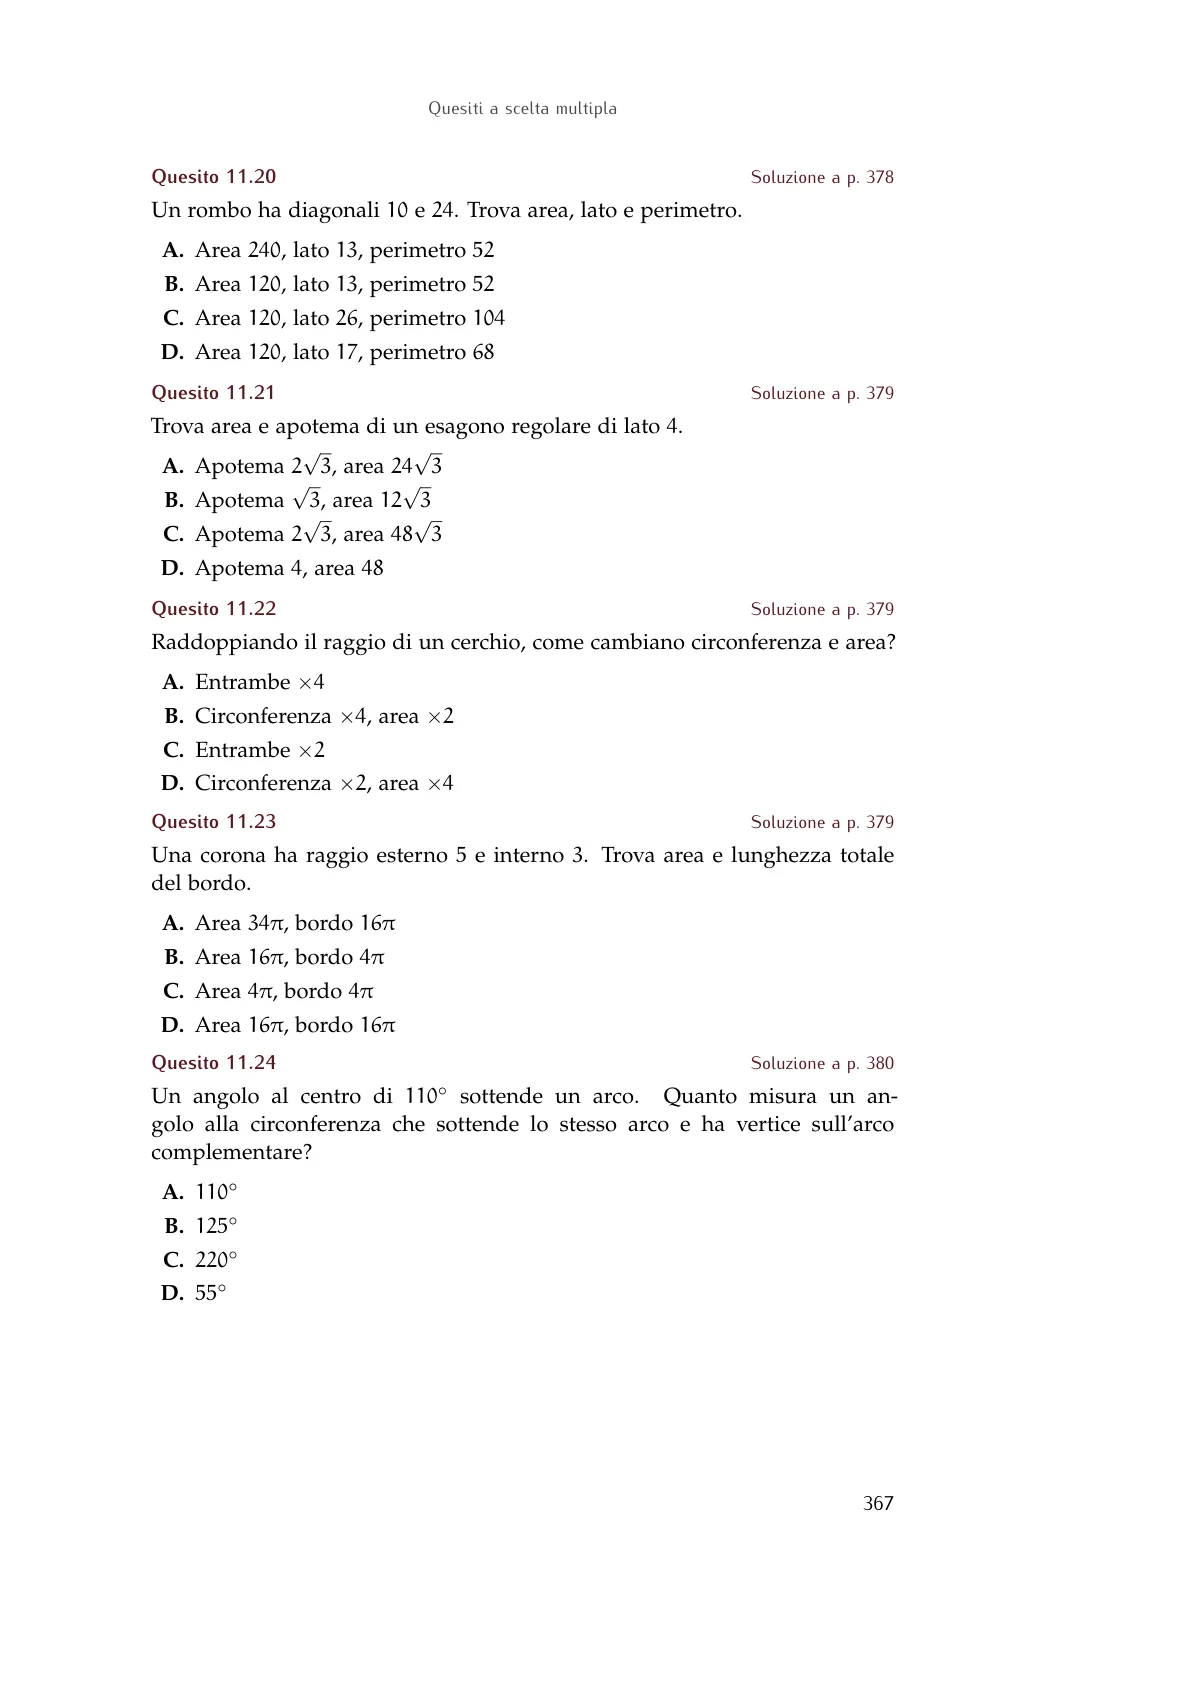 Quesiti a scelta multipla
Quesito 11.20 Soluzione a p. 378
Un rombo ha diagonali 10 e 24. Trova area, lato e perimetro.
A. Area 240, lato 13, perimetro 52
B. Area 120, lato 13, perimetro 52
C. Area 120, lato 26, perimetro 104
D. Area 120, lato 17, perimetro 68
Quesito 11.21 Soluzione a p. 379
Trova area e apotema di un esagono regolare di lato 4.
A. Apotema 2√3, area 24√3
B. Apotema √3, area 12√3
C. Apotema 2√3, area 48√3
D. Apotema 4, area 48
Quesito 11.22 Soluzione a p. 379
Raddoppiando il raggio di un cerchio, come cambiano circonferenza e area?
A. Entrambe ×4
B. Circonferenza ×4, area ×2
C. Entrambe ×2
D. Circonferenza ×2, area ×4
Quesito 11.23 Soluzione a p. 379
Una corona ha raggio esterno 5 e interno 3. Trova area e lunghezza totale
del bordo.
A. Area 34π, bordo 16π
B. Area 16π, bordo 4π
C. Area 4π, bordo 4π
D. Area 16π, bordo 16π
Quesito 11.24 Soluzione a p. 380
Un angolo al centro di 110° sottende un arco. Quanto misura un an-
golo alla circonferenza che sottende lo stesso arco e ha vertice sull'arco
complementare?
A. 110°
B. 125°
C. 220°
D. 55°
367